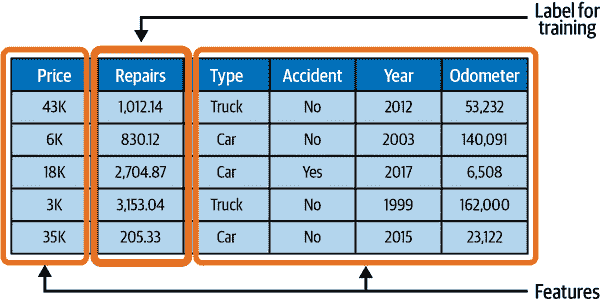 Label for
training
Price Repairs Type Accident Year Odometer
43K 1,012.14 Truck No 2012 53,232
6K 830.12 Car No 2003 140,091
18K 2,704.87 Car Yes 2017 6,508
3K 3,153.04 Truck No 1999 162,000
35K 205.33 Car No 2015 23,122
Features